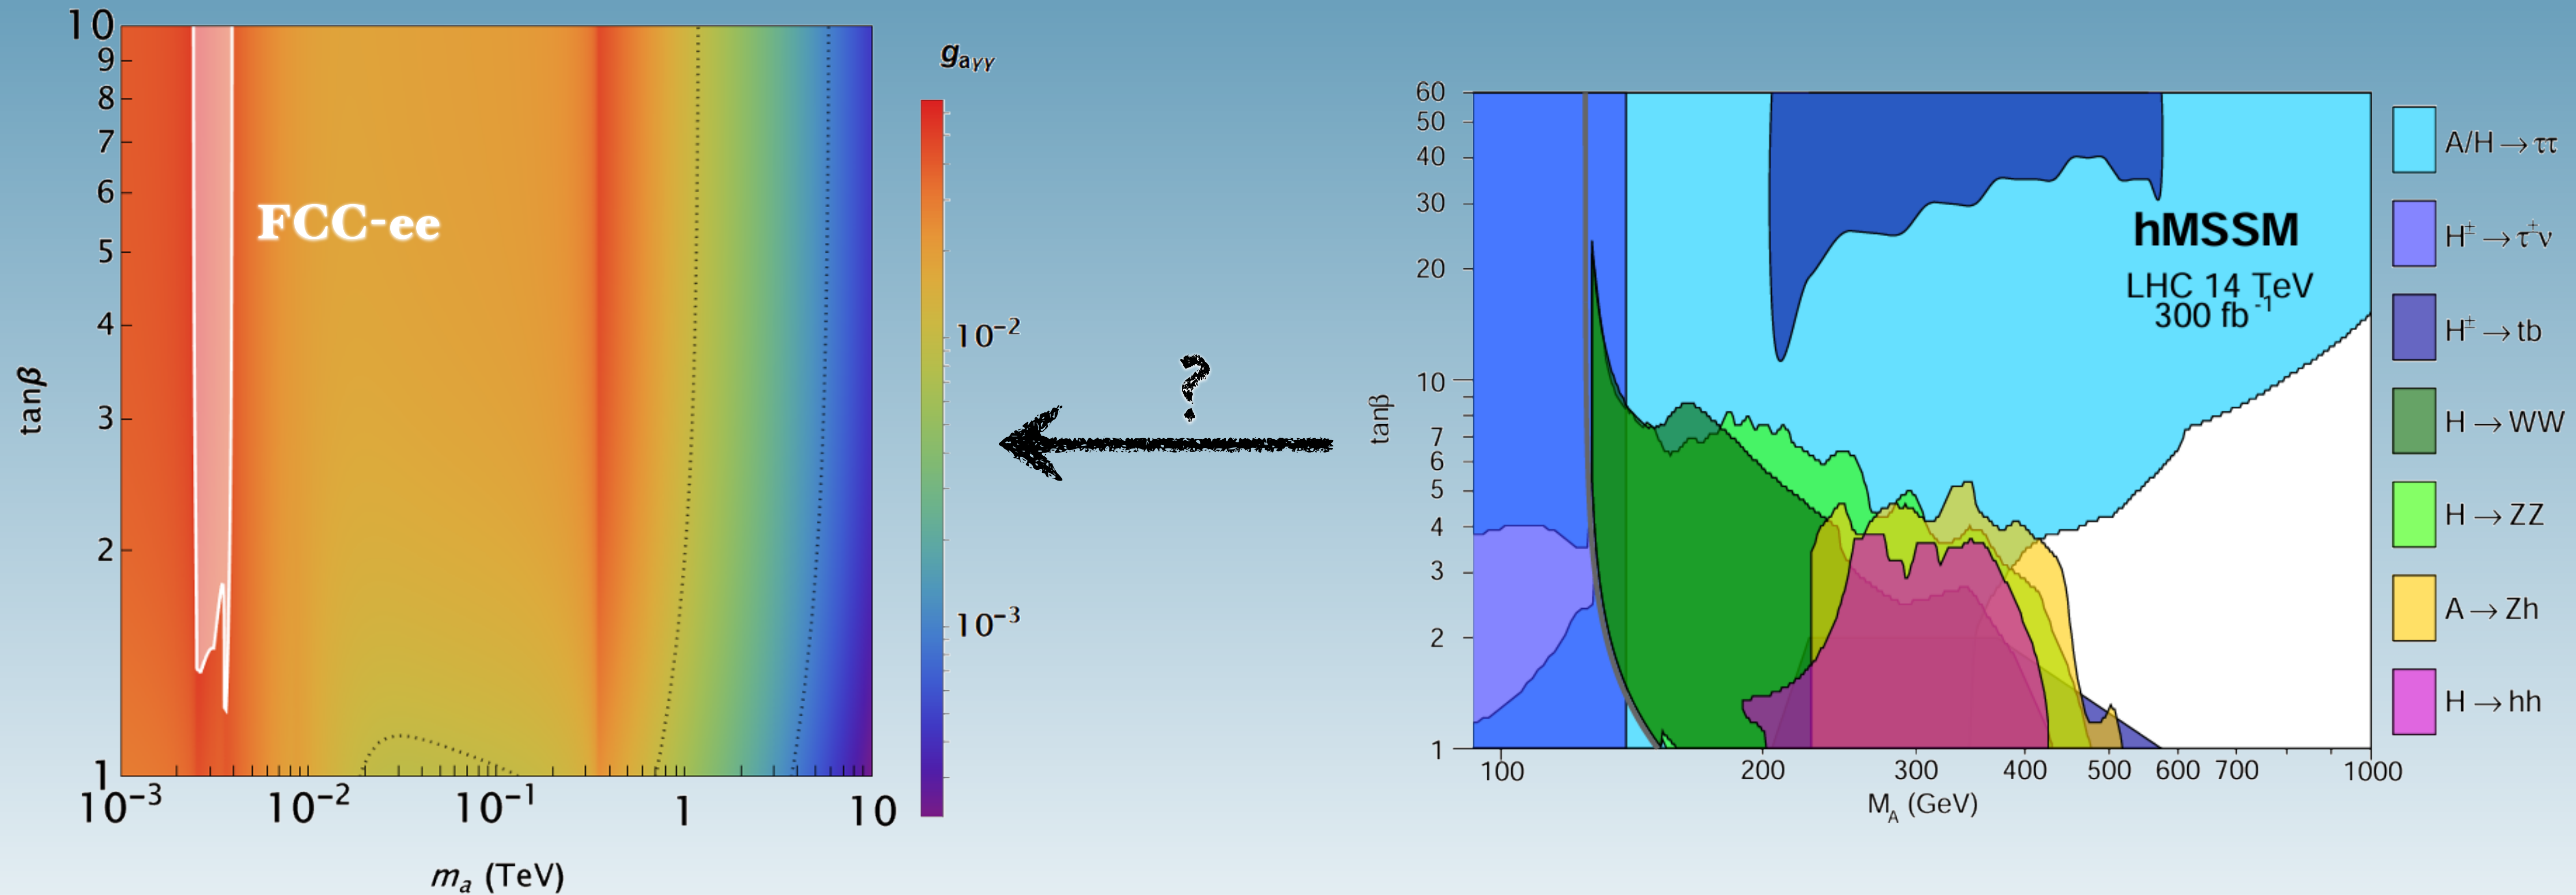 10
9
8
7
6
5
4
3
2
1
tanβ
FCC-ee
10⁻³
10⁻²
10⁻¹
1
10
mₐ (TeV)
g_aγγ
10⁻²
10⁻³
?
60
50
40
30
20
10
7
6
5
4
3
2
1
tanβ
hMSSM
LHC 14 TeV
300 fb⁻¹
100
200
300
400
500
600
700
1000
M_A (GeV)
A/H→ττ
H±→τ±ν
H±→tb
H→WW
H→ZZ
A→Zh
H→hh